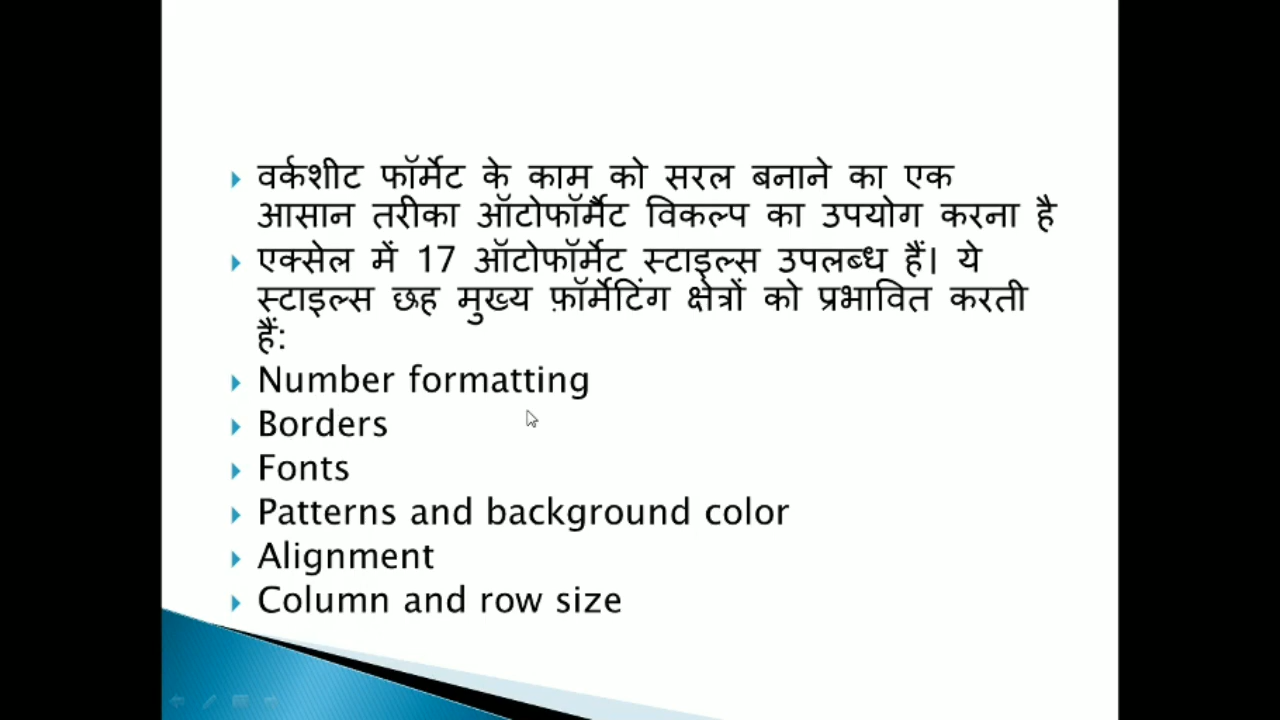 वर्कशीट फॉर्मेट के काम को सरल बनाने का एक
आसान तरीका ऑटोफॉर्मैट विकल्प का उपयोग करना है
एक्सेल में 17 ऑटोफॉर्मेट स्टाइल्स उपलब्ध हैं। ये
स्टाइल्स छह मुख्य फ़ॉर्मेटिंग क्षेत्रों को प्रभावित करती
हैं:
Number formatting
Borders
Fonts
Patterns and background color
Alignment
Column and row size